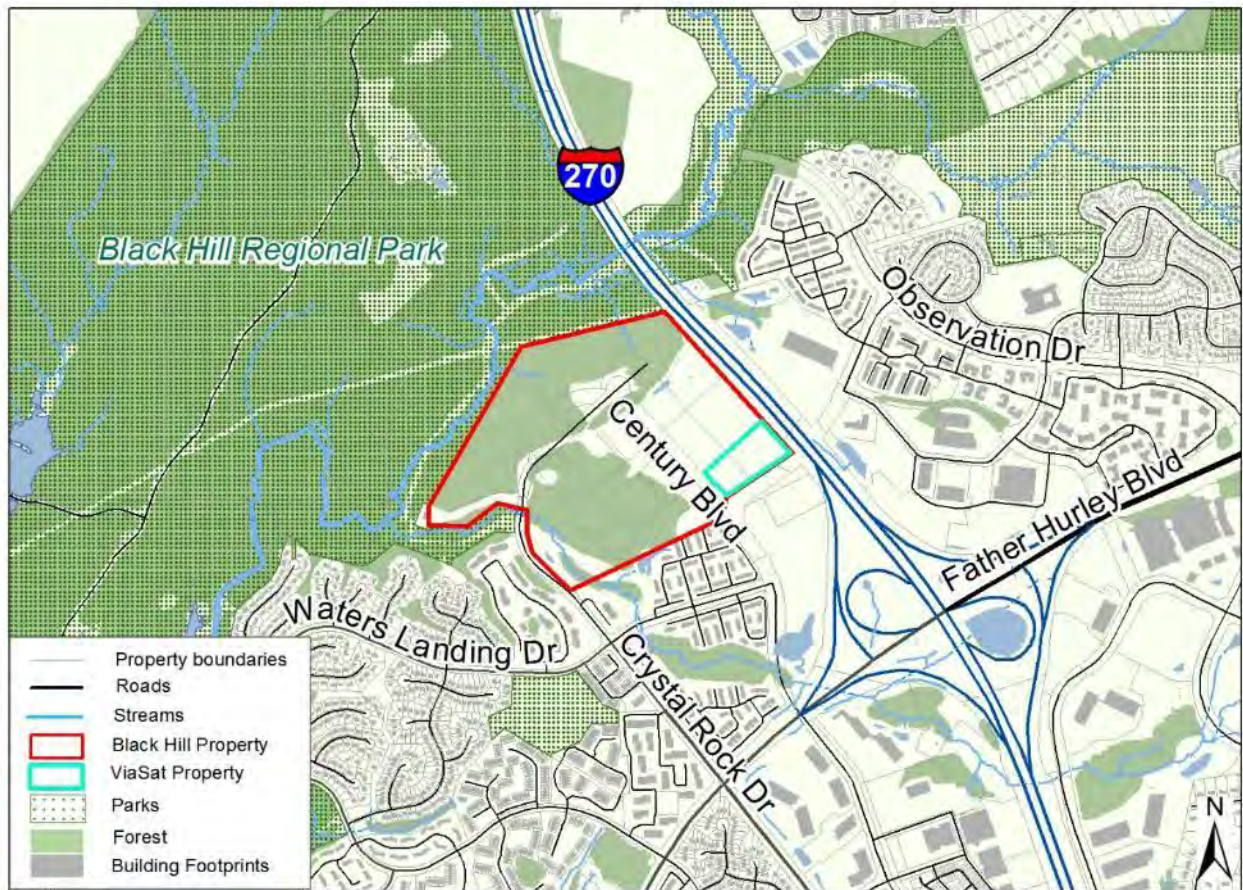 270
Black Hill Regional Park
Observation Dr
Century Blvd
Father Hurley Blvd
Waters Landing Dr
Crystal Rock Dr
Property boundaries
Roads
Streams
Black Hill Property
ViaSat Property
Parks
Forest
Building Footprints
N